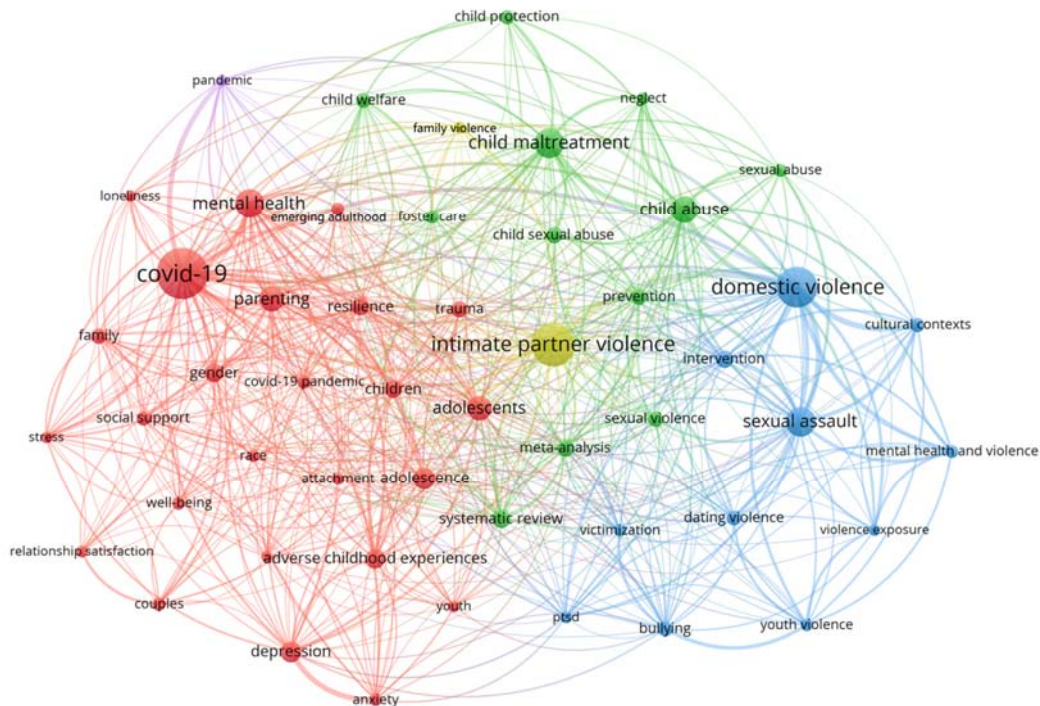 child protection
pandemic
child welfare
neglect
family violence
child maltreatment
sexual abuse
loneliness
mental health
emerging adulthood
foster care
child abuse
child sexual abuse
covid-19
domestic violence
parenting
resilience
trauma
prevention
cultural contexts
family
intimate partner violence
intervention
gender
covid-19 pandemic
children
adolescents
social support
sexual violence
sexual assault
stress
race
meta-analysis
mental health and violence
attachment
adolescence
well-being
systematic review
victimization
dating violence
violence exposure
relationship satisfaction
adverse childhood experiences
couples
youth
ptsd
bullying
youth violence
depression
anxiety